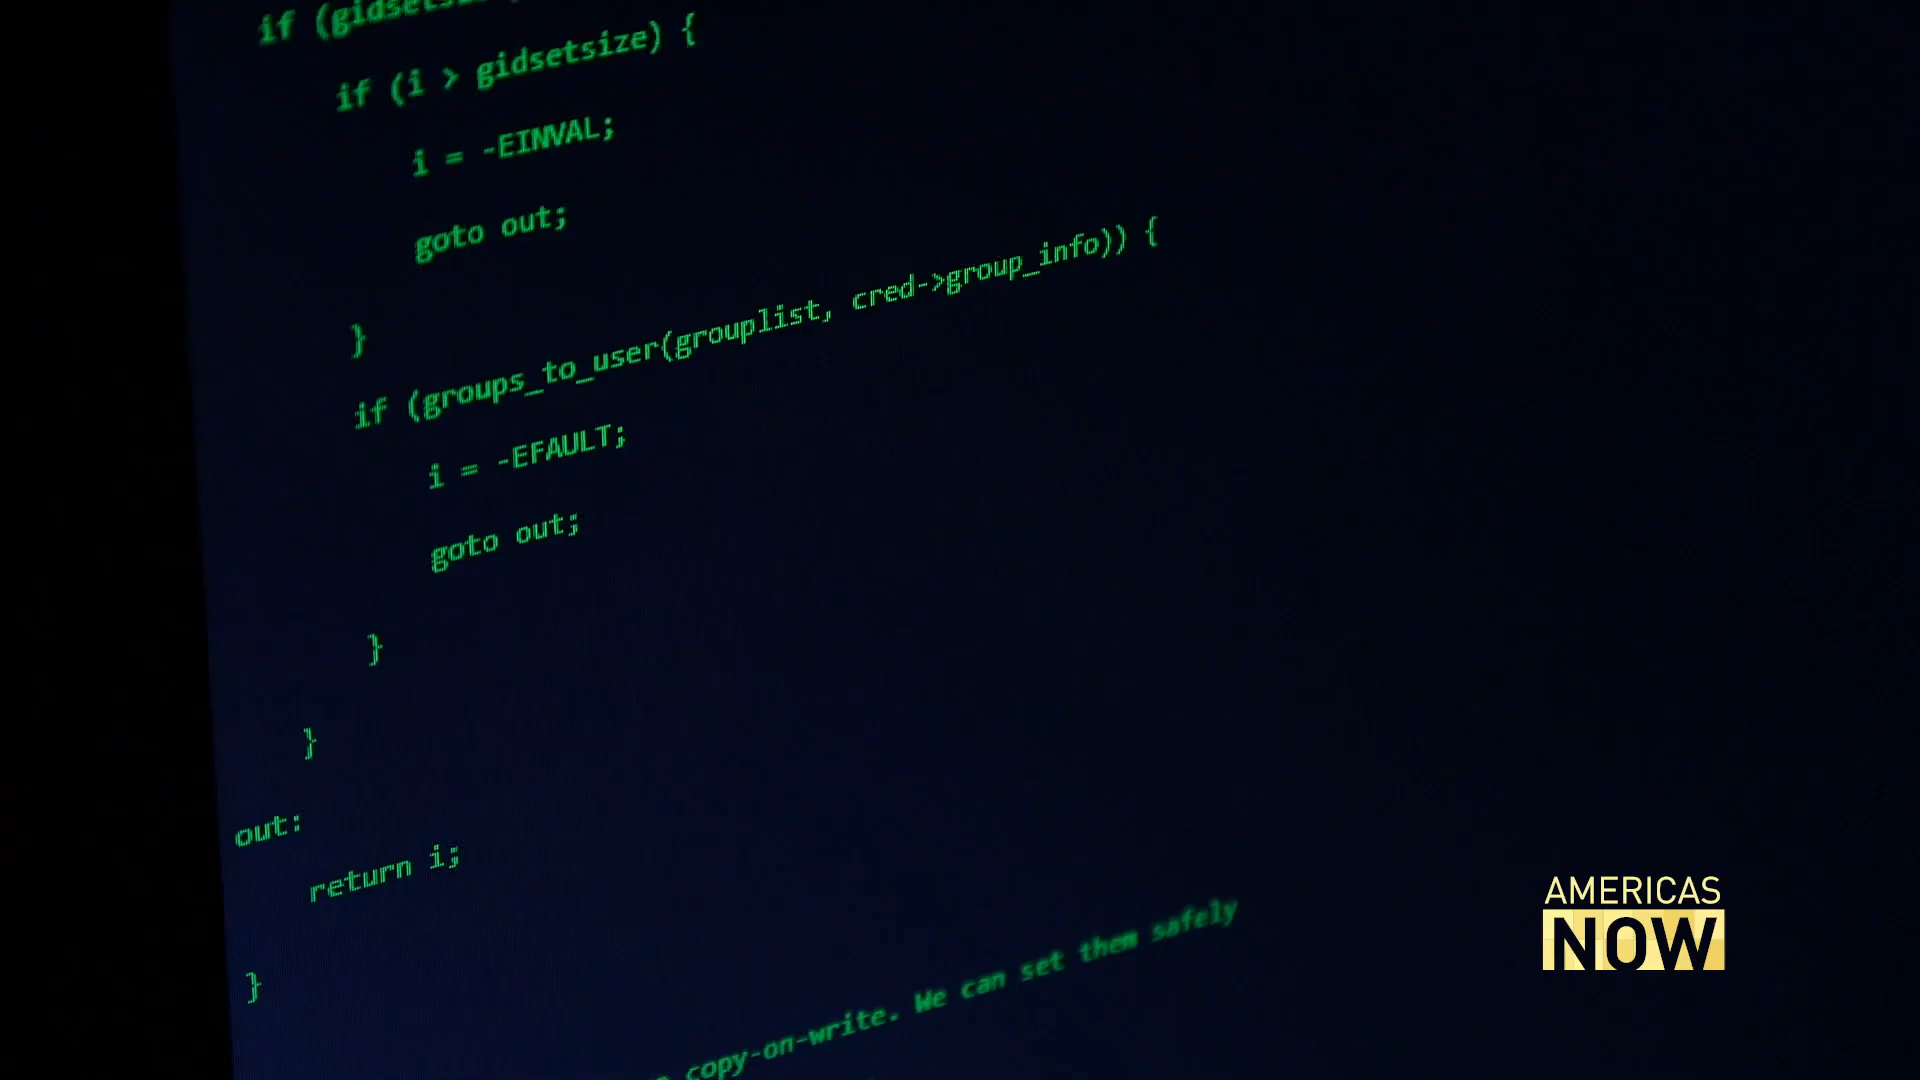 if (gidsetsize
if (i > gidsetsize) {
i = -EINVAL;
goto out;
}
if (groups_to_user(grouplist, cred->group_info)) {
i = -EFAULT;
goto out;
}
}
out:
return i;
}
copy-on-write. We can set them safely
AMERICAS
NOW